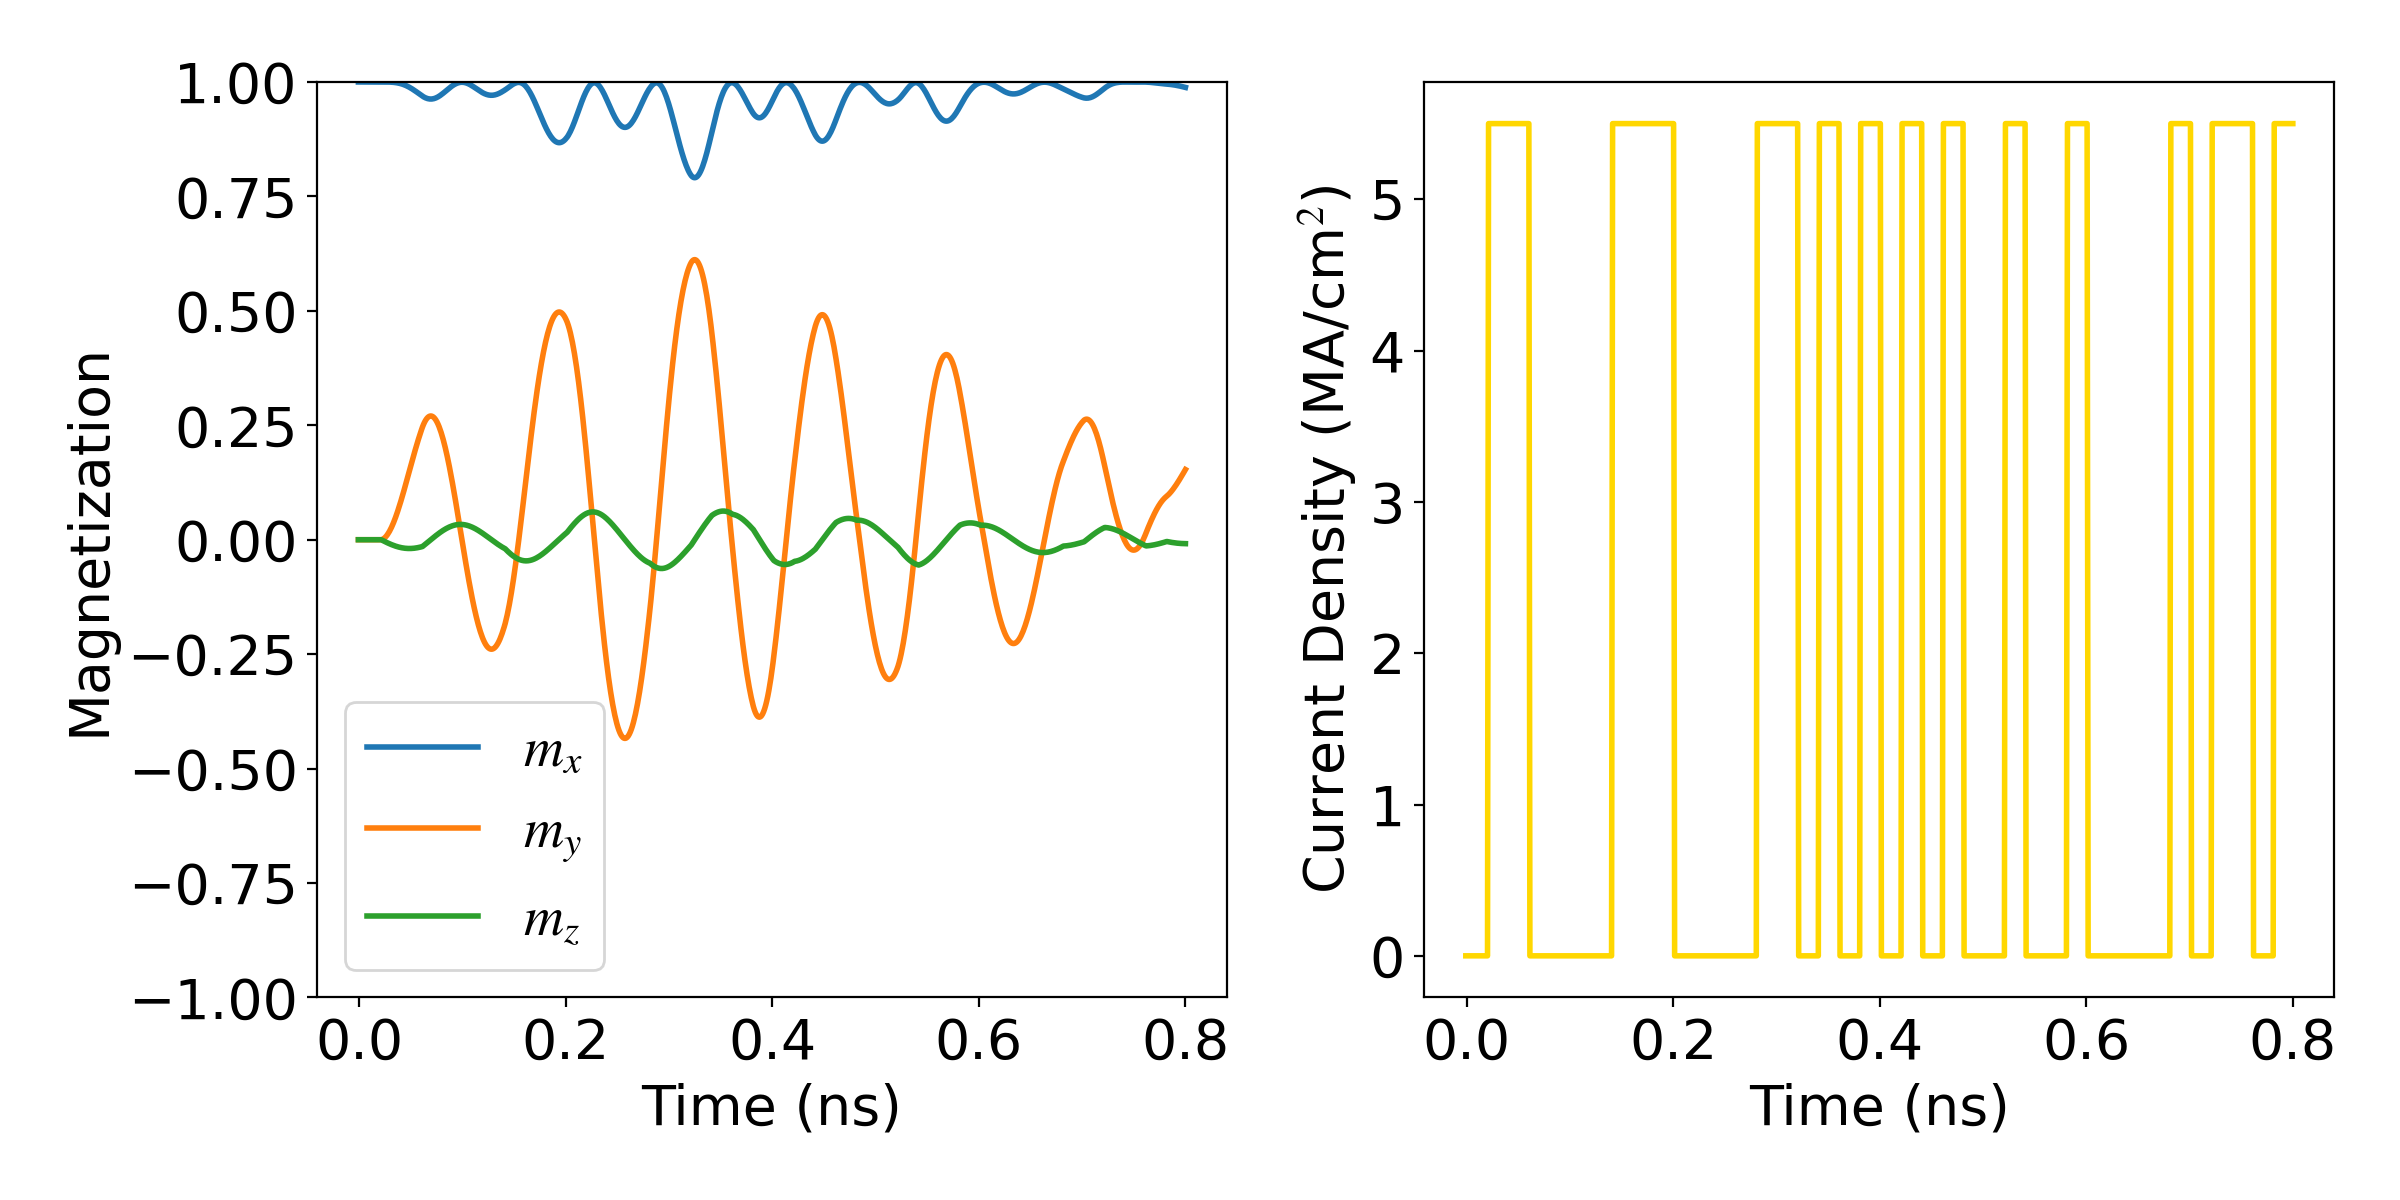 1.00
0.75
0.50
0.25
0.00
−0.25
−0.50
−0.75
−1.00
Magnetization
m_x
m_y
m_z
0.0 0.2 0.4 0.6 0.8
Time (ns)
5
4
3
2
1
0
Current Density (MA/cm²)
0.0 0.2 0.4 0.6 0.8
Time (ns)